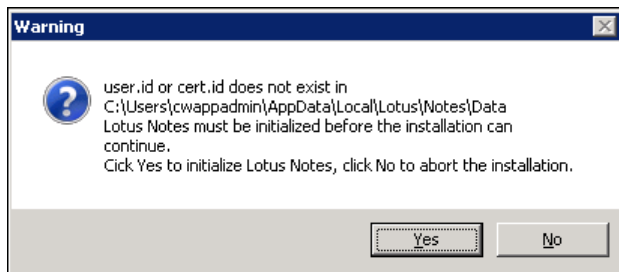 Warning
user.id or cert.id does not exist in
C:\Users\cwappadmin\AppData\Local\Lotus\Notes\Data
Lotus Notes must be initialized before the installation can
continue.
Cick Yes to initialize Lotus Notes, click No to abort the installation.
Yes
No